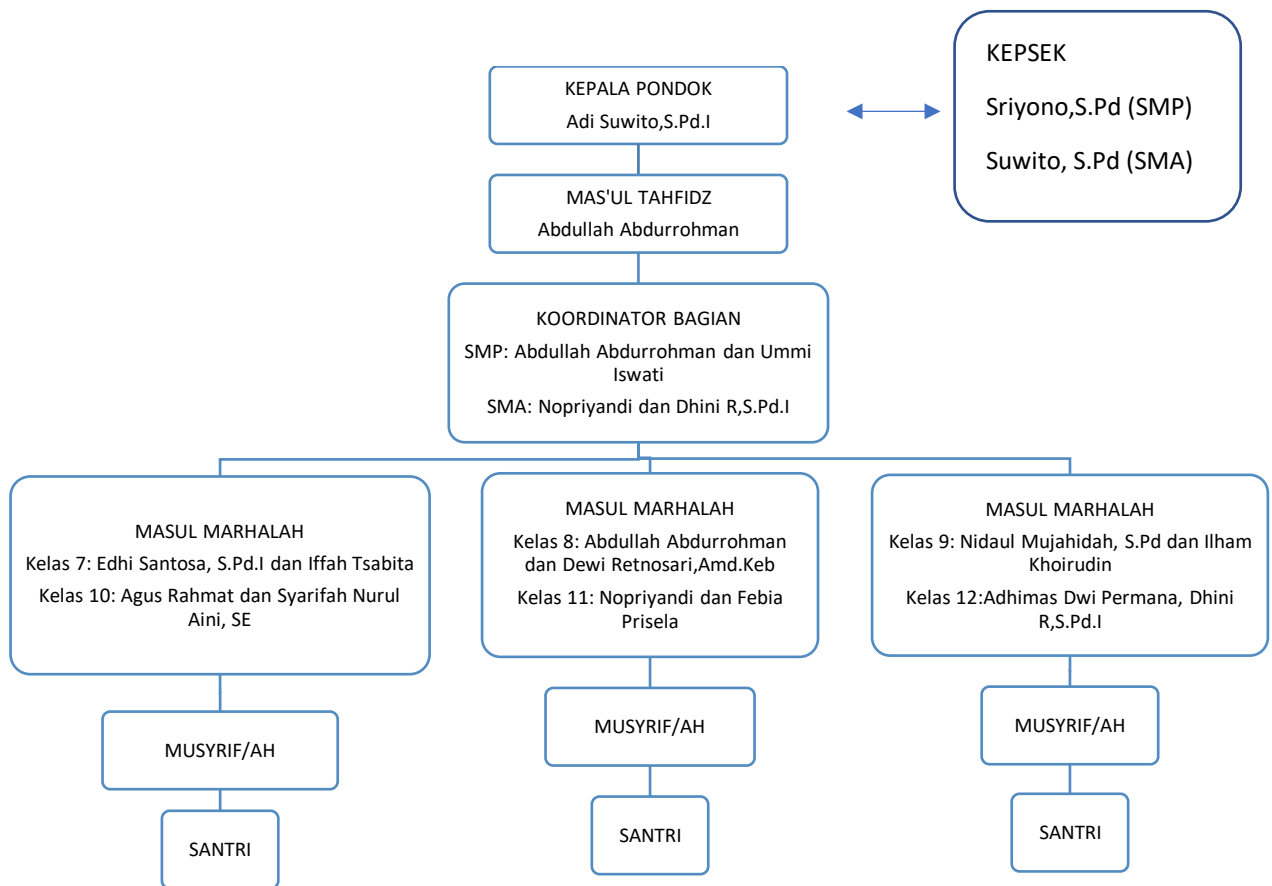 KEPALA PONDOK
Adi Suwito,S.Pd.I
KEPSEK
Sriyono,S.Pd (SMP)
Suwito, S.Pd (SMA)
MAS'UL TAHFIDZ
Abdullah Abdurrohman
KOORDINATOR BAGIAN
SMP: Abdullah Abdurrohman dan Ummi
Iswati
SMA: Nopriyandi dan Dhini R,S.Pd.I
MASUL MARHALAH
Kelas 7: Edhi Santosa, S.Pd.I dan Iffah Tsabita
Kelas 10: Agus Rahmat dan Syarifah Nurul
Aini, SE
MASUL MARHALAH
Kelas 8: Abdullah Abdurrohman
dan Dewi Retnosari,Amd.Keb
Kelas 11: Nopriyandi dan Febia
Prisela
MASUL MARHALAH
Kelas 9: Nidaul Mujahidah, S.Pd dan Ilham
Khoirudin
Kelas 12:Adhimas Dwi Permana, Dhini
R,S.Pd.I
MUSYRIF/AH
MUSYRIF/AH
MUSYRIF/AH
SANTRI
SANTRI
SANTRI